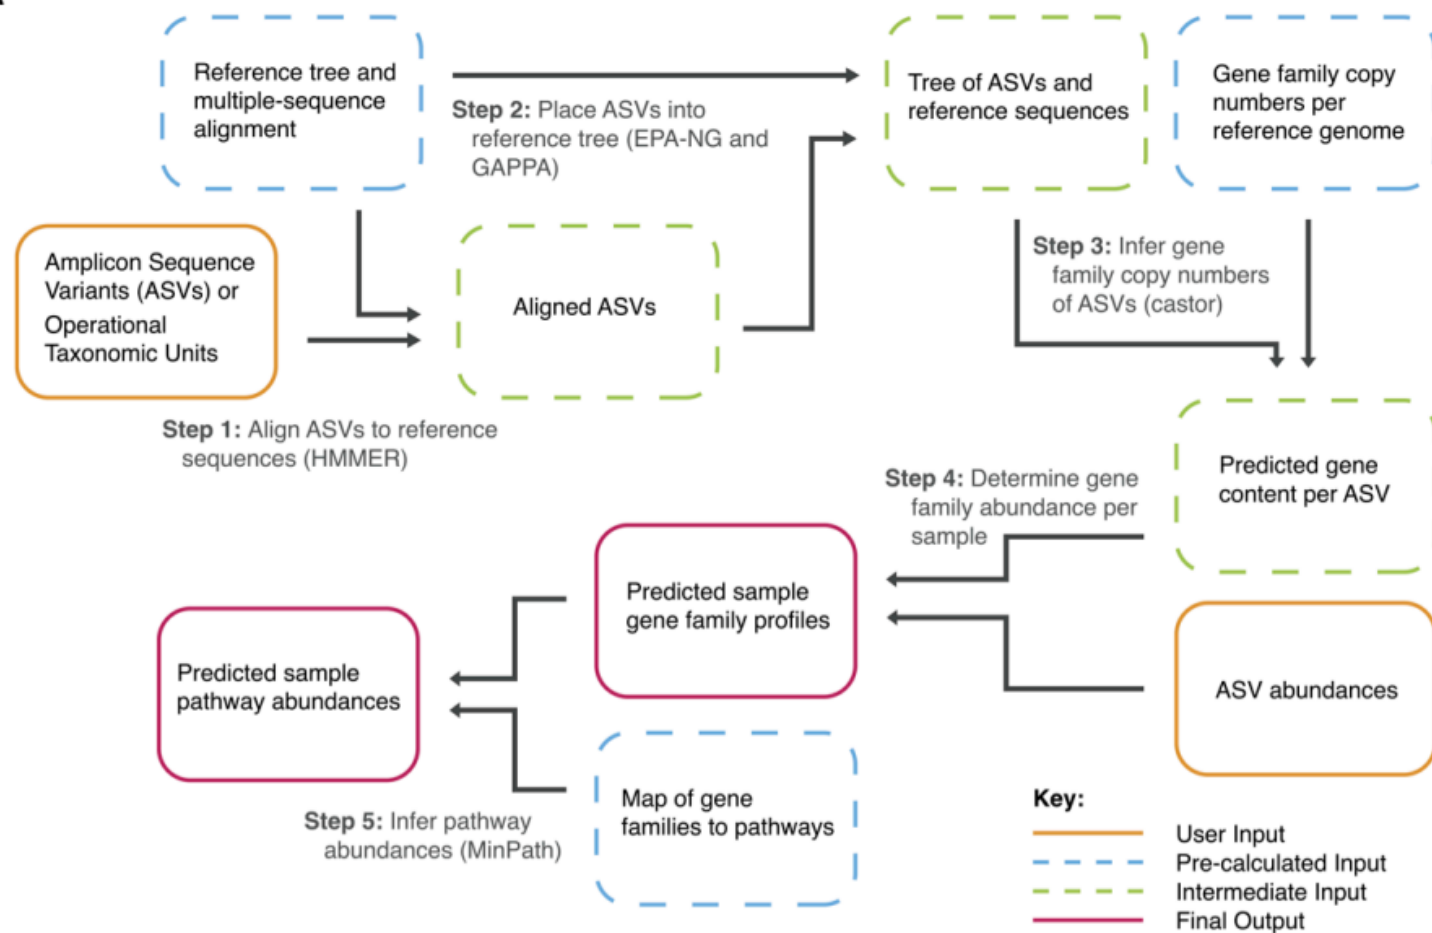 Reference tree and
multiple-sequence
alignment
Step 2: Place ASVs into
reference tree (EPA-NG and
GAPPA)
Tree of ASVs and
reference sequences
Gene family copy
numbers per
reference genome
Amplicon Sequence
Variants (ASVs) or
Operational
Taxonomic Units
Aligned ASVs
Step 3: Infer gene
family copy numbers
of ASVs (castor)
Step 1: Align ASVs to reference
sequences (HMMER)
Predicted gene
content per ASV
Step 4: Determine gene
family abundance per
sample
Predicted sample
gene family profiles
Predicted sample
pathway abundances
ASV abundances
Map of gene
families to pathways
Step 5: Infer pathway
abundances (MinPath)
Key:
User Input
Pre-calculated Input
Intermediate Input
Final Output